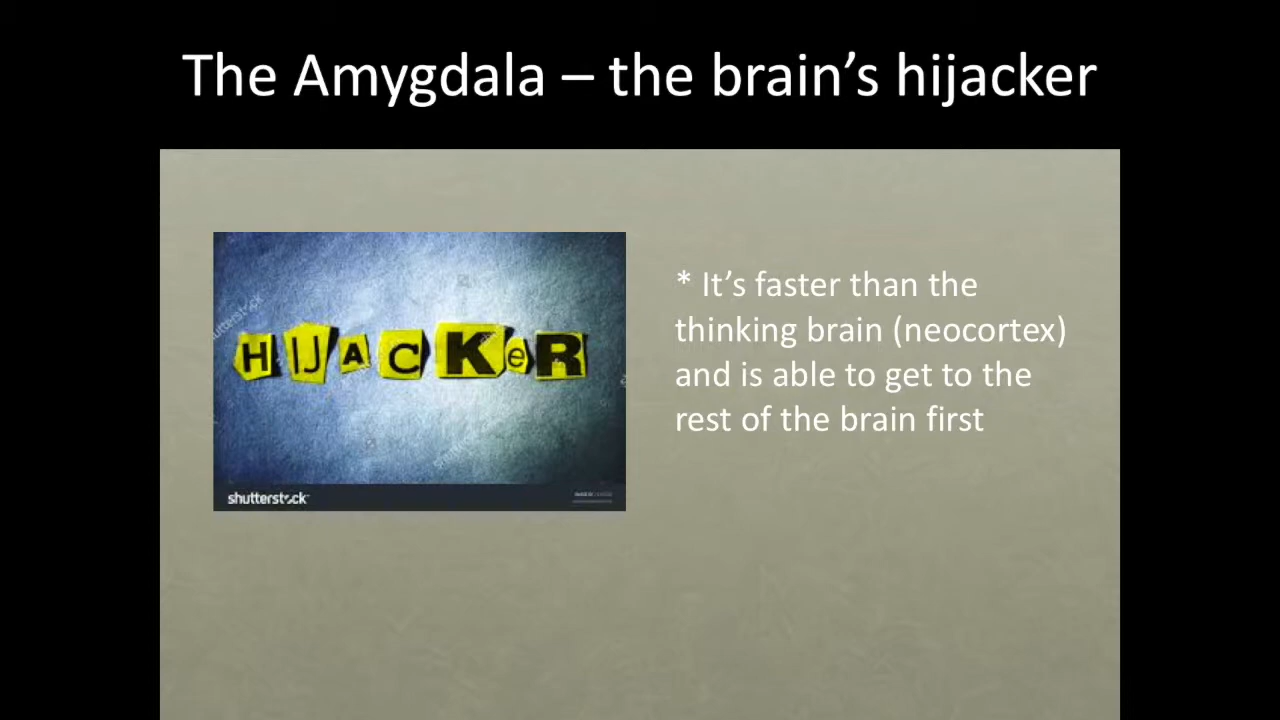 The Amygdala – the brain’s hijacker
* It’s faster than the
thinking brain (neocortex)
and is able to get to the
rest of the brain first
HIJACKeR
shutterstock